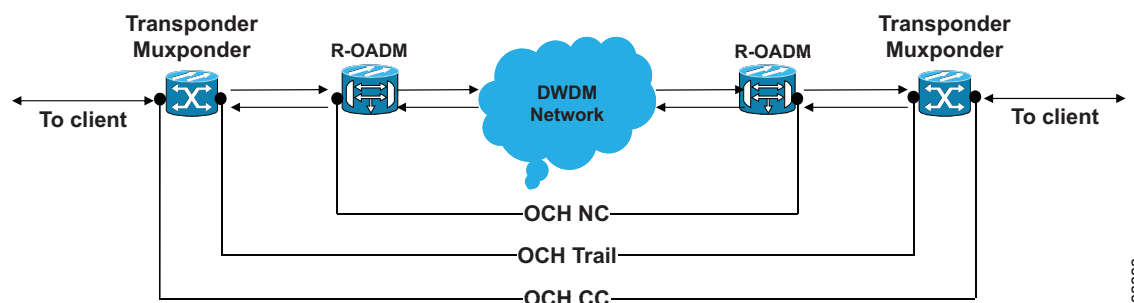 Transponder
Muxponder
R-OADM
DWDM
Network
R-OADM
Transponder
Muxponder
To client
To client
OCH NC
OCH Trail
OCH CC